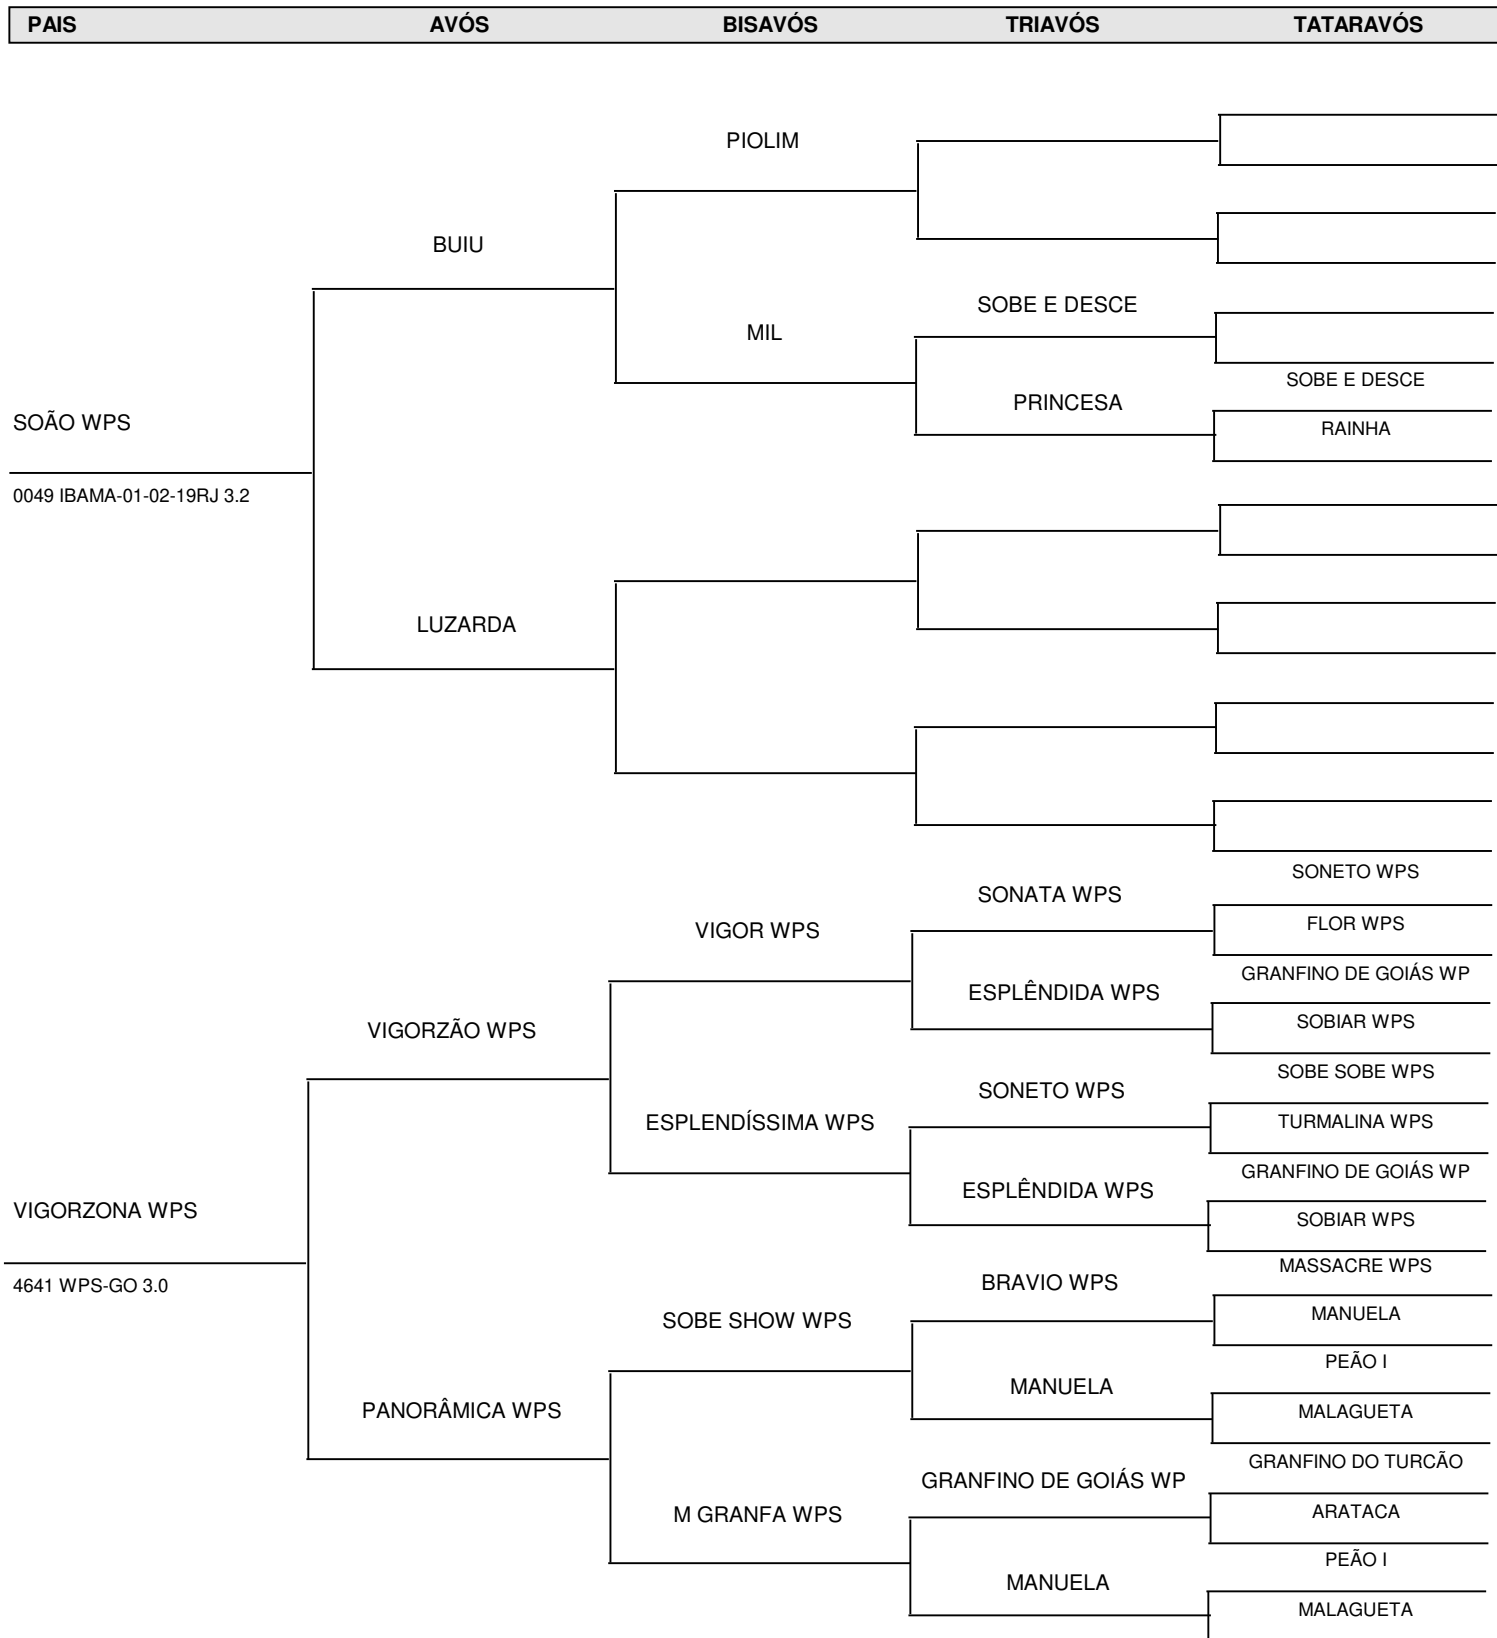 PAIS AVÓS BISAVÓS TRIAVÓS TATARAVÓS
PIOLIM
BUIU
SOBE E DESCE
MIL
SOBE E DESCE
PRINCESA
SOÃO WPS
RAINHA
0049 IBAMA-01-02-19RJ 3.2
LUZARDA
SONETO WPS
SONATA WPS
VIGOR WPS
FLOR WPS
GRANFINO DE GOIÁS WP
ESPLÊNDIDA WPS
SOBIAR WPS
VIGORZÃO WPS
SOBE SOBE WPS
SONETO WPS
ESPLENDÍSSIMA WPS
TURMALINA WPS
GRANFINO DE GOIÁS WP
ESPLÊNDIDA WPS
VIGORZONA WPS
SOBIAR WPS
MASSACRE WPS
4641 WPS-GO 3.0
BRAVIO WPS
SOBE SHOW WPS
MANUELA
PEÃO I
MANUELA
PANORÂMICA WPS
MALAGUETA
GRANFINO DO TURCÃO
GRANFINO DE GOIÁS WP
M GRANFA WPS
ARATACA
PEÃO I
MANUELA
MALAGUETA